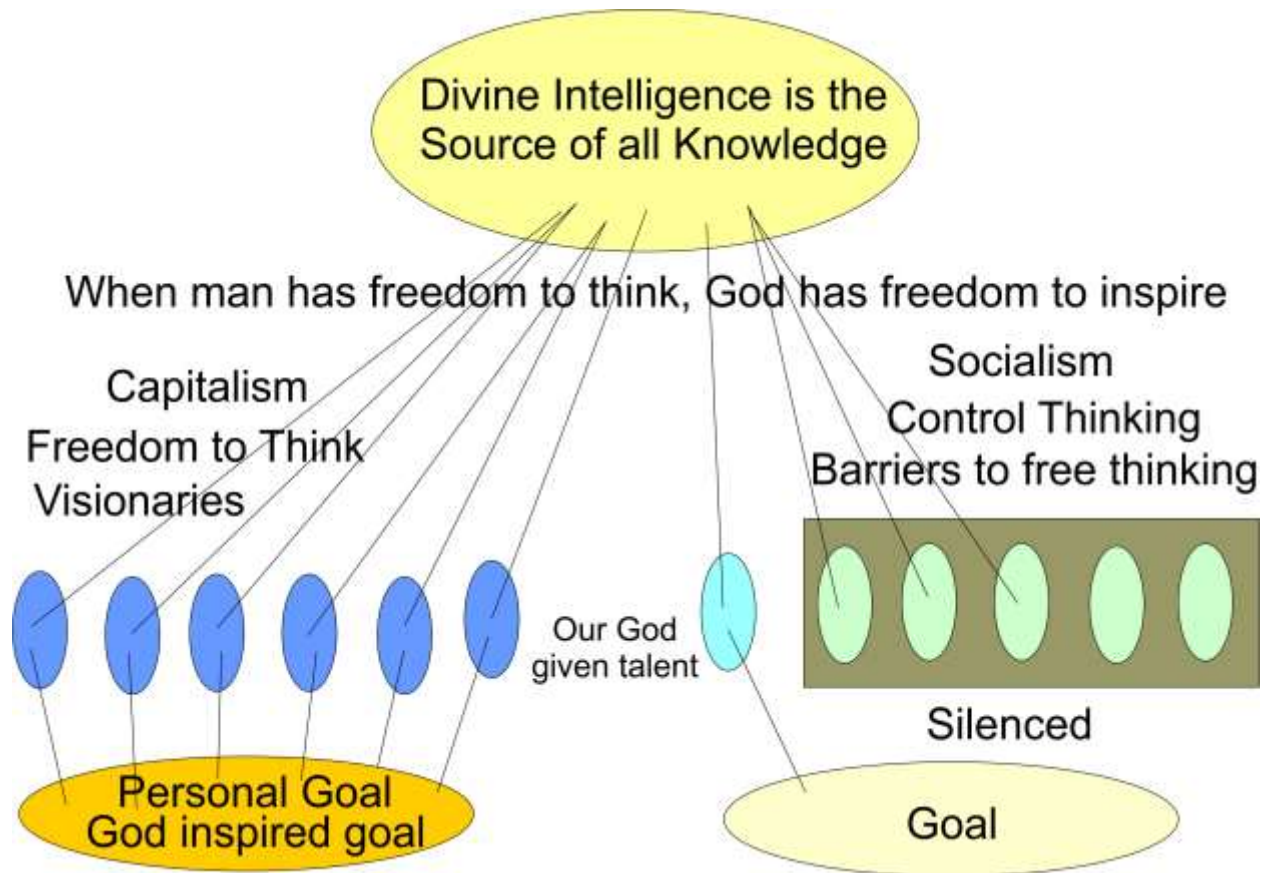 Divine Intelligence is the
Source of all Knowledge
When man has freedom to think, God has freedom to inspire
Capitalism
Freedom to Think
Visionaries
Socialism
Control Thinking
Barriers to free thinking
Our God
given talent
Silenced
Personal Goal
God inspired goal
Goal